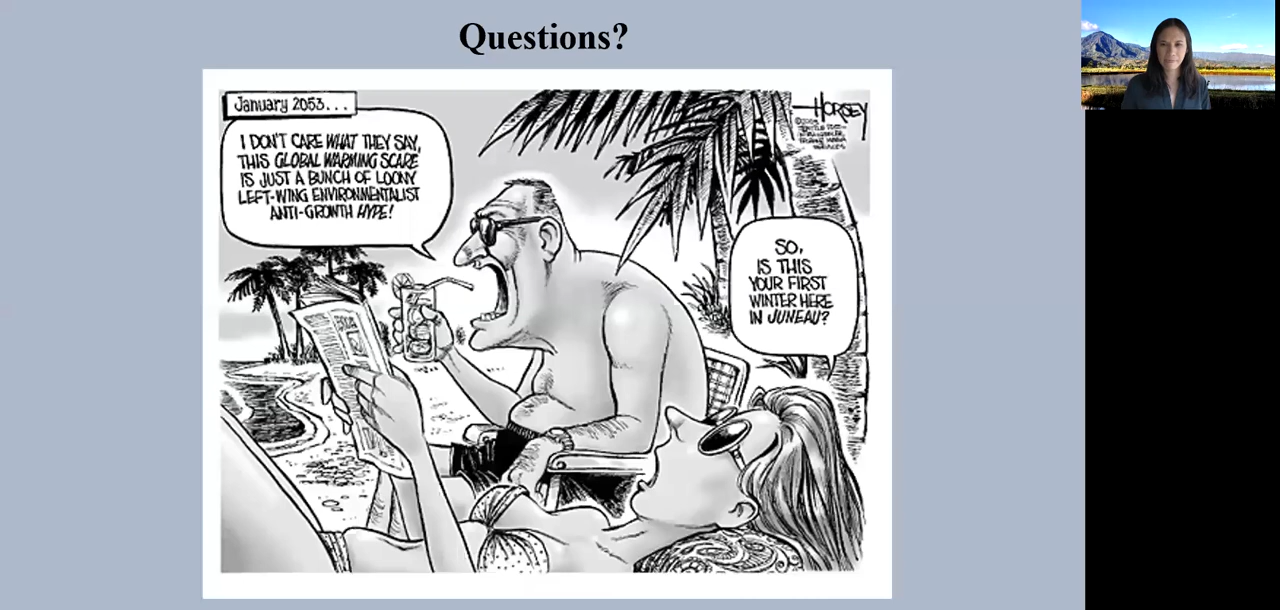 Questions?
January 2053...
I DON'T CARE WHAT THEY SAY,
THIS GLOBAL WARMING SCARE
IS JUST A BUNCH OF LOONY
LEFT-WING ENVIRONMENTALIST
ANTI-GROWTH HYPE!
HORSEY
SO,
IS THIS
YOUR FIRST
WINTER HERE
IN JUNEAU?